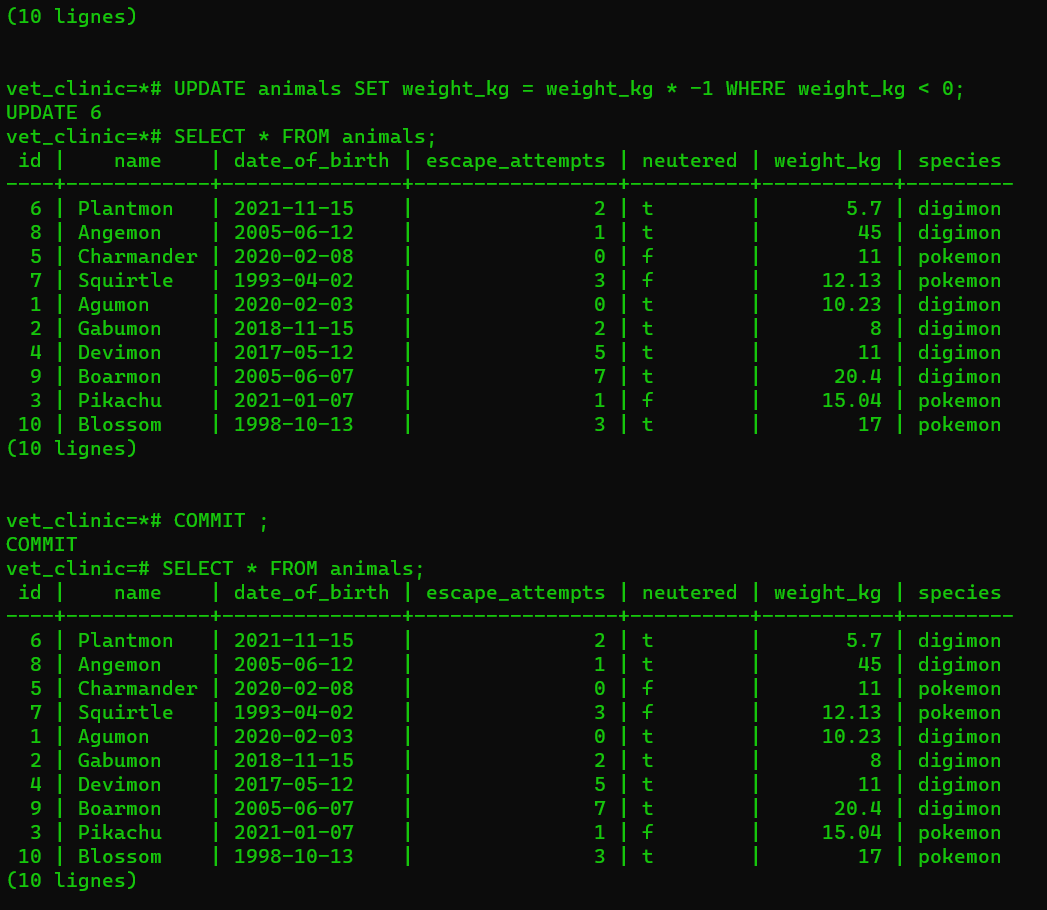 (10 lignes)
vet_clinic=*# UPDATE animals SET weight_kg = weight_kg * -1 WHERE weight_kg < 0;
UPDATE 6
vet_clinic=*# SELECT * FROM animals;
 id |    name    | date_of_birth | escape_attempts | neutered | weight_kg | species
----+------------+---------------+-----------------+----------+-----------+---------
  6 | Plantmon   | 2021-11-15    |               2 | t        |       5.7 | digimon
  8 | Angemon    | 2005-06-12    |               1 | t        |        45 | digimon
  5 | Charmander | 2020-02-08    |               0 | f        |        11 | pokemon
  7 | Squirtle   | 1993-04-02    |               3 | f        |     12.13 | pokemon
  1 | Agumon     | 2020-02-03    |               0 | t        |     10.23 | digimon
  2 | Gabumon    | 2018-11-15    |               2 | t        |         8 | digimon
  4 | Devimon    | 2017-05-12    |               5 | t        |        11 | digimon
  9 | Boarmon    | 2005-06-07    |               7 | t        |      20.4 | digimon
  3 | Pikachu    | 2021-01-07    |               1 | f        |     15.04 | pokemon
 10 | Blossom    | 1998-10-13    |               3 | t        |        17 | pokemon
(10 lignes)
vet_clinic=*# COMMIT ;
COMMIT
vet_clinic=# SELECT * FROM animals;
 id |    name    | date_of_birth | escape_attempts | neutered | weight_kg | species
----+------------+---------------+-----------------+----------+-----------+---------
  6 | Plantmon   | 2021-11-15    |               2 | t        |       5.7 | digimon
  8 | Angemon    | 2005-06-12    |               1 | t        |        45 | digimon
  5 | Charmander | 2020-02-08    |               0 | f        |        11 | pokemon
  7 | Squirtle   | 1993-04-02    |               3 | f        |     12.13 | pokemon
  1 | Agumon     | 2020-02-03    |               0 | t        |     10.23 | digimon
  2 | Gabumon    | 2018-11-15    |               2 | t        |         8 | digimon
  4 | Devimon    | 2017-05-12    |               5 | t        |        11 | digimon
  9 | Boarmon    | 2005-06-07    |               7 | t        |      20.4 | digimon
  3 | Pikachu    | 2021-01-07    |               1 | f        |     15.04 | pokemon
 10 | Blossom    | 1998-10-13    |               3 | t        |        17 | pokemon
(10 lignes)